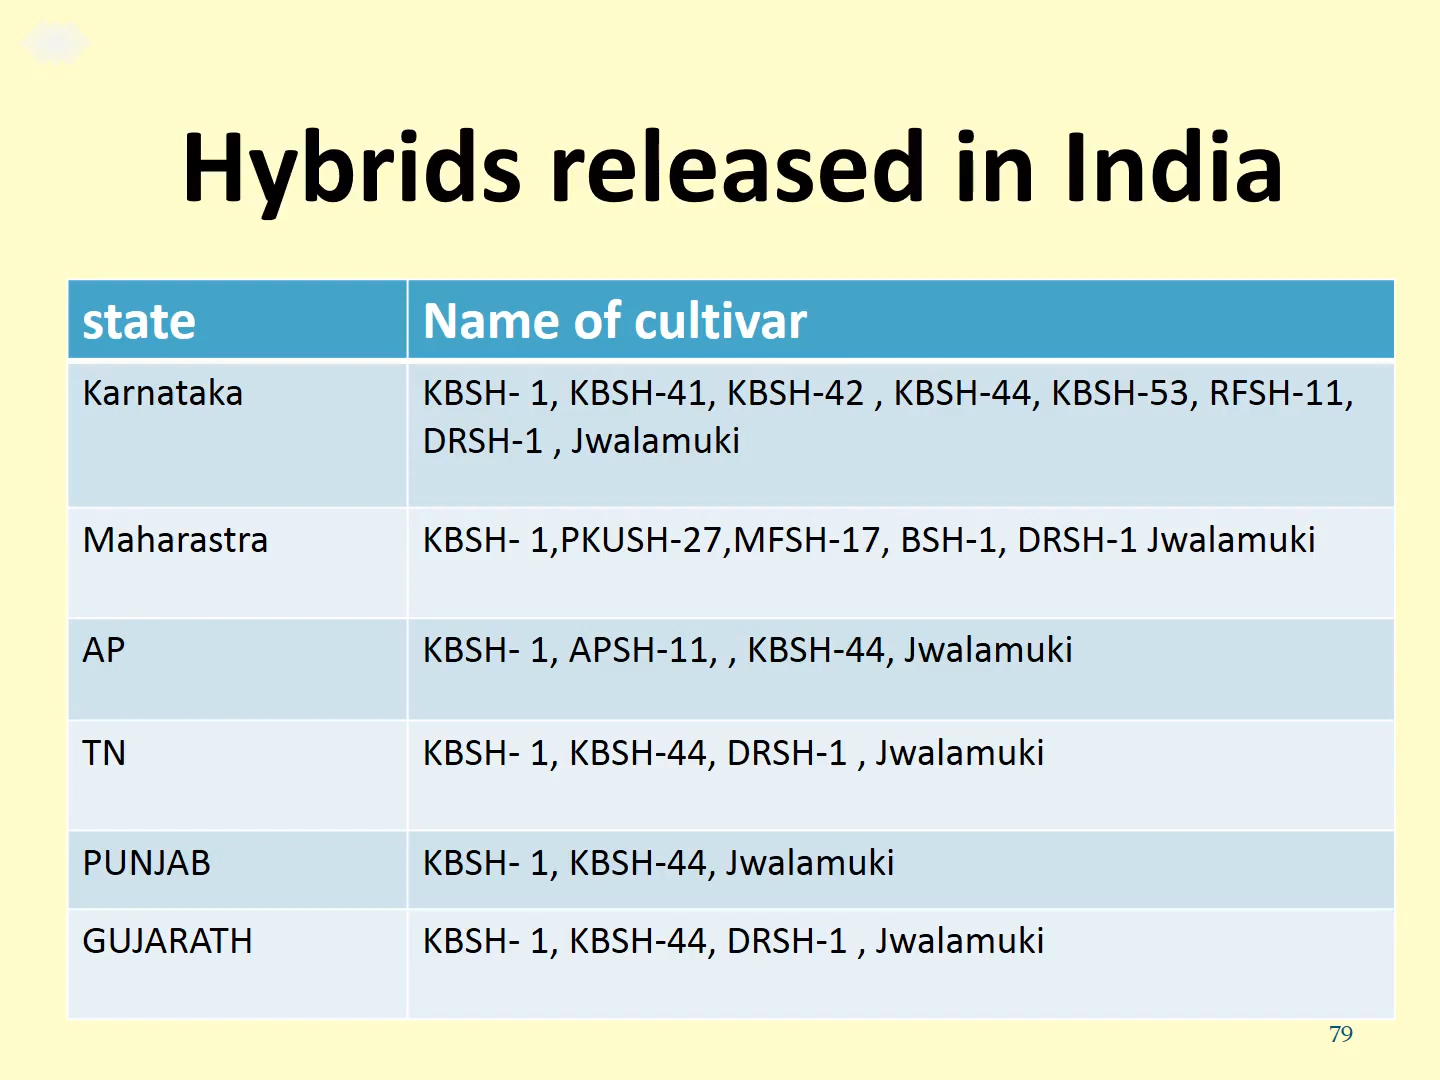 Hybrids released in India
state Name of cultivar
Karnataka KBSH- 1, KBSH-41, KBSH-42 , KBSH-44, KBSH-53, RFSH-11,
DRSH-1 , Jwalamuki
Maharastra KBSH- 1,PKUSH-27,MFSH-17, BSH-1, DRSH-1 Jwalamuki
AP KBSH- 1, APSH-11, , KBSH-44, Jwalamuki
TN KBSH- 1, KBSH-44, DRSH-1 , Jwalamuki
PUNJAB KBSH- 1, KBSH-44, Jwalamuki
GUJARATH KBSH- 1, KBSH-44, DRSH-1 , Jwalamuki
79